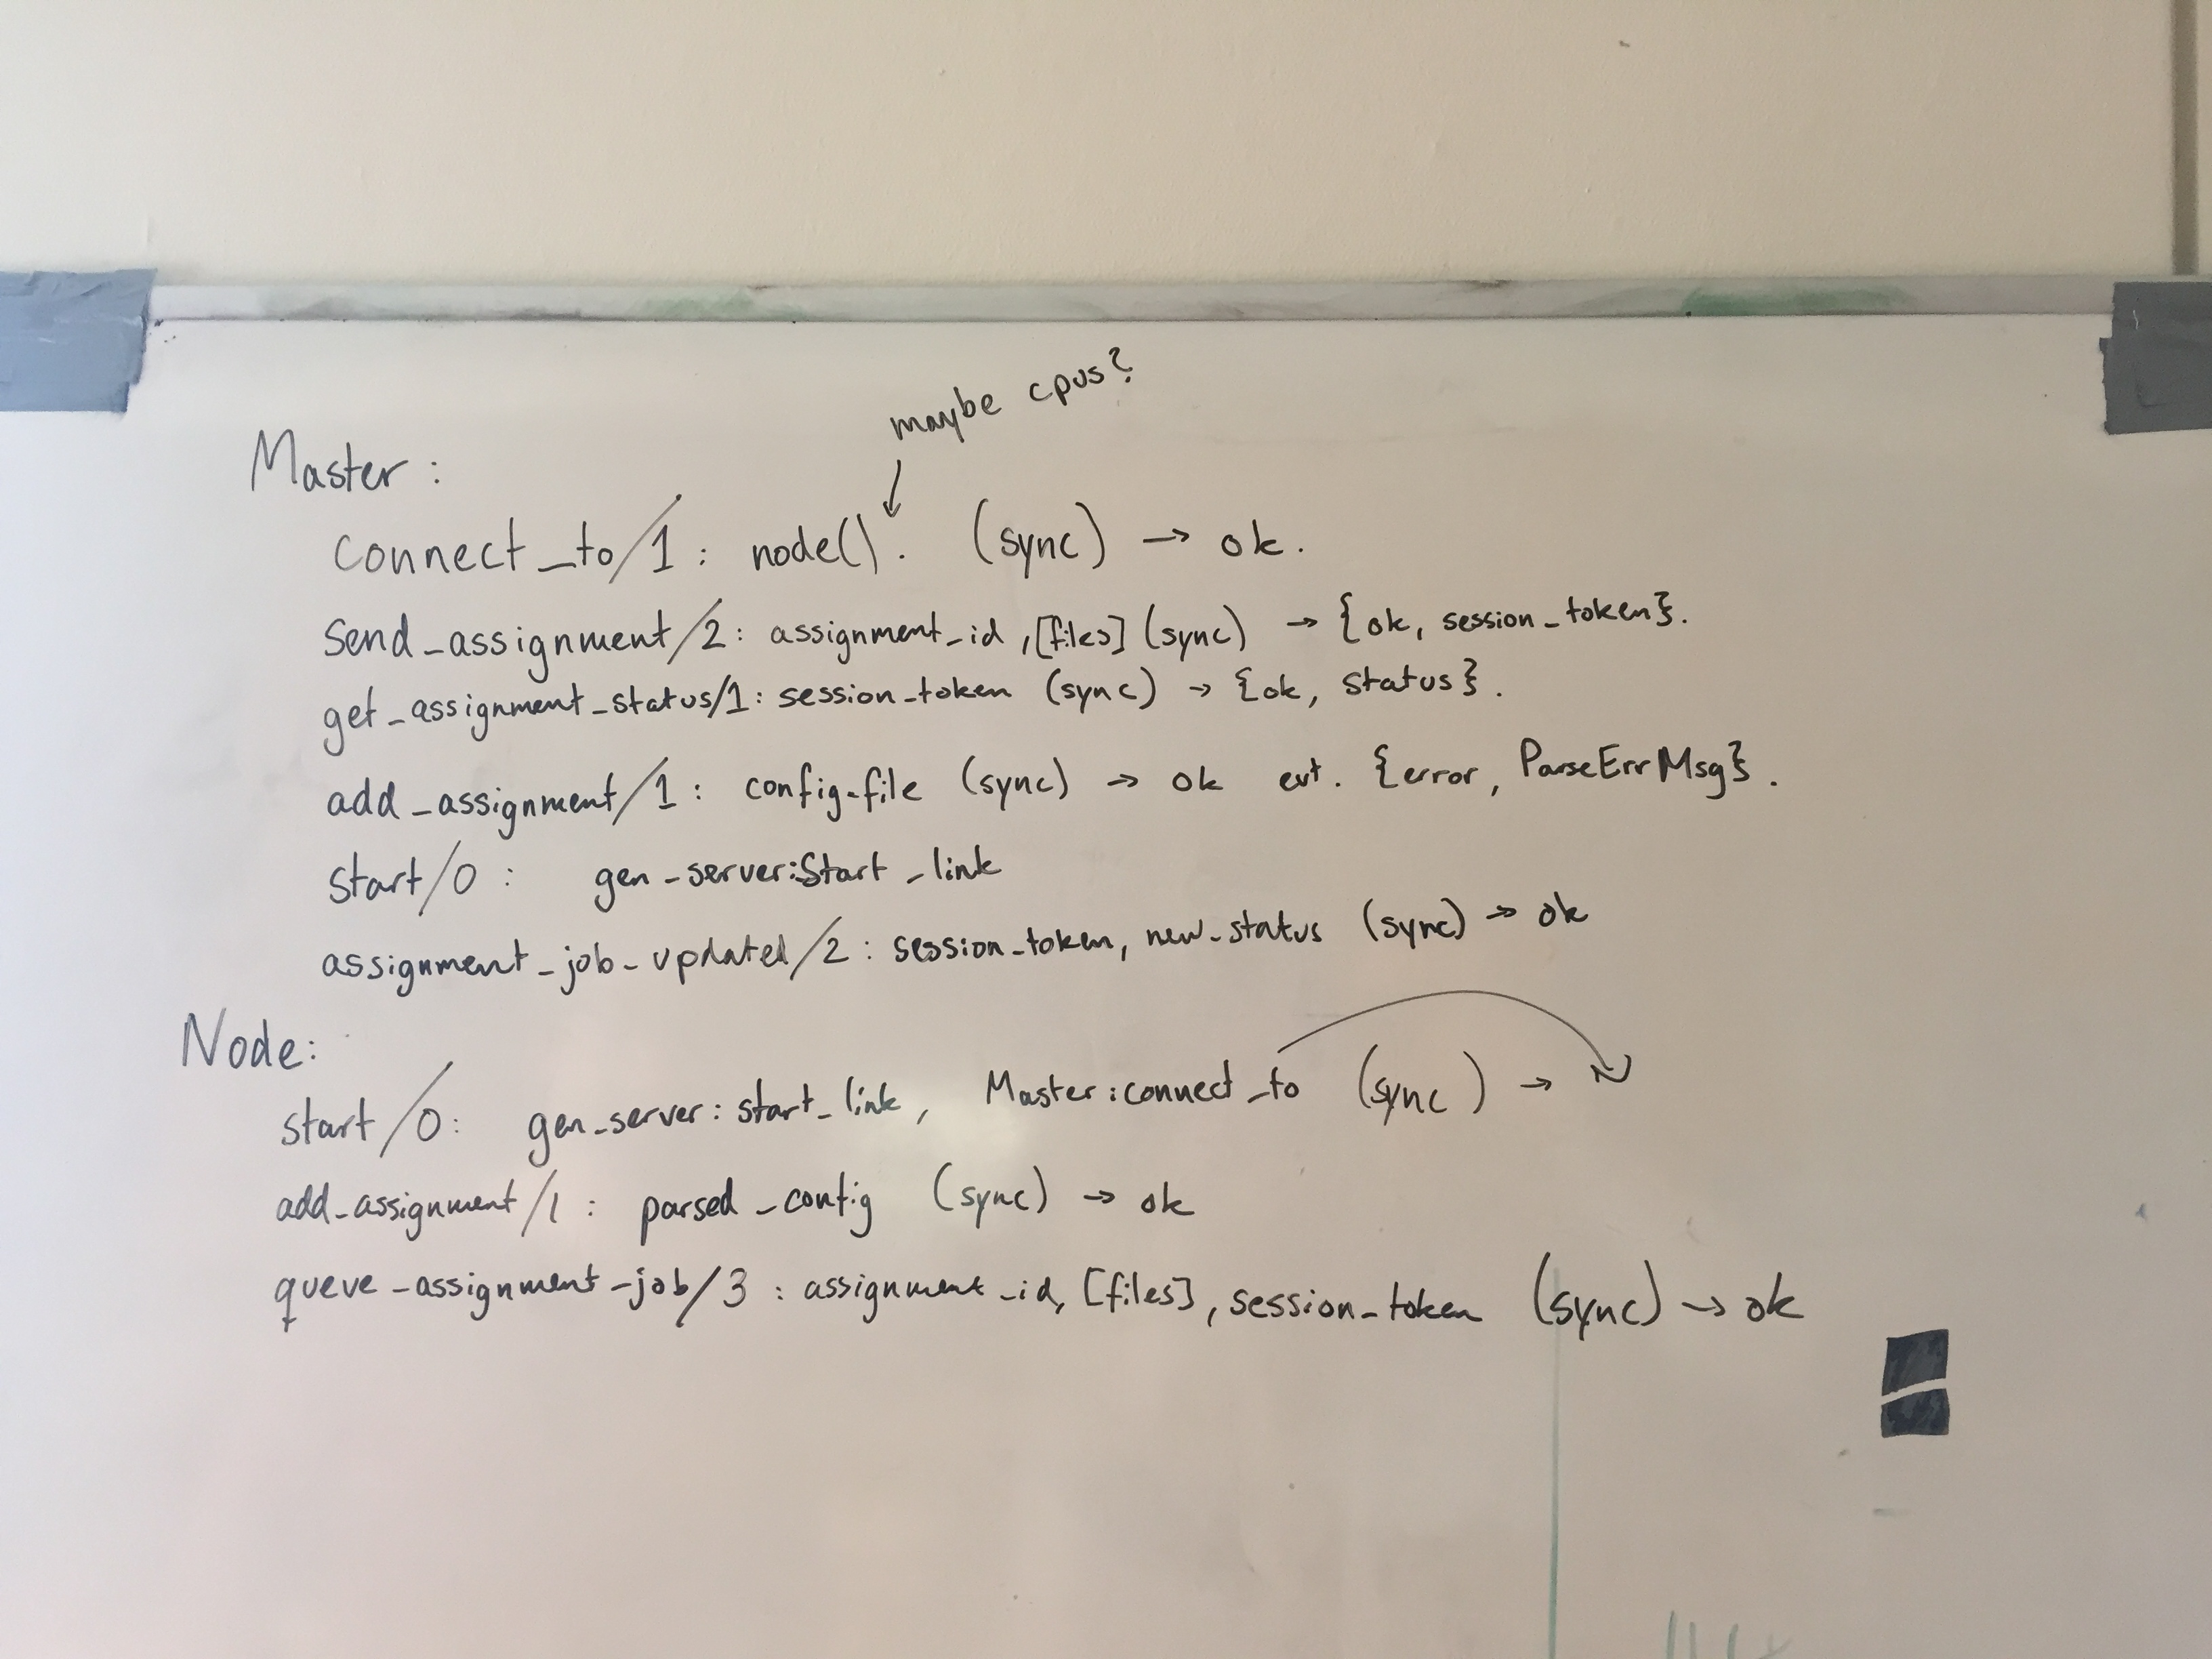 maybe cpus?
Master:
connect_to/1: node(). (sync) → ok.
send_assignment/2: assignment_id, [files] (sync) → {ok, session_token}.
get_assignment_status/1: session_token (sync) → {ok, status}.
add_assignment/1: config-file (sync) → ok evt. {error, ParseErrMsg}.
start/0: gen_server:start_link
assignment_job_updated/2: session_token, new_status (sync) → ok
Node:
start/0: gen_server:start_link, Master:connect_to (sync) →
add_assignment/1: parsed_config (sync) → ok
queue_assignment_job/3: assignment_id, [files], session_token (sync) → ok